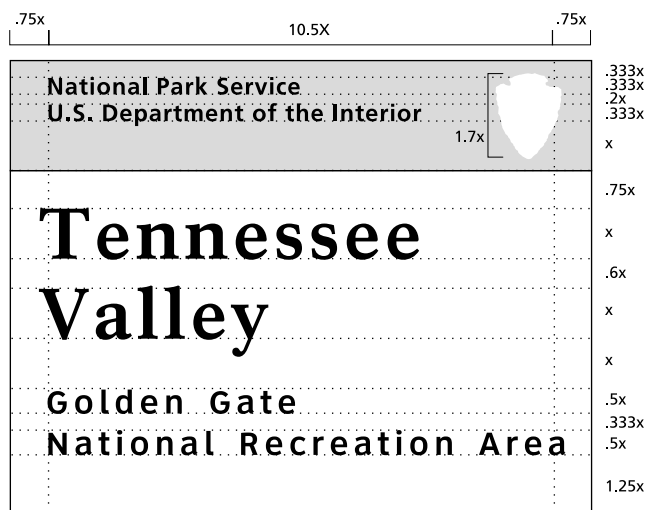 .75x 10.5X .75x
National Park Service
U.S. Department of the Interior
1.7x
.333x
.333x
.2x
.333x
x
.75x
Tennessee
x
.6x
Valley
x
x
Golden Gate
.5x
.333x
National Recreation Area
.5x
1.25x